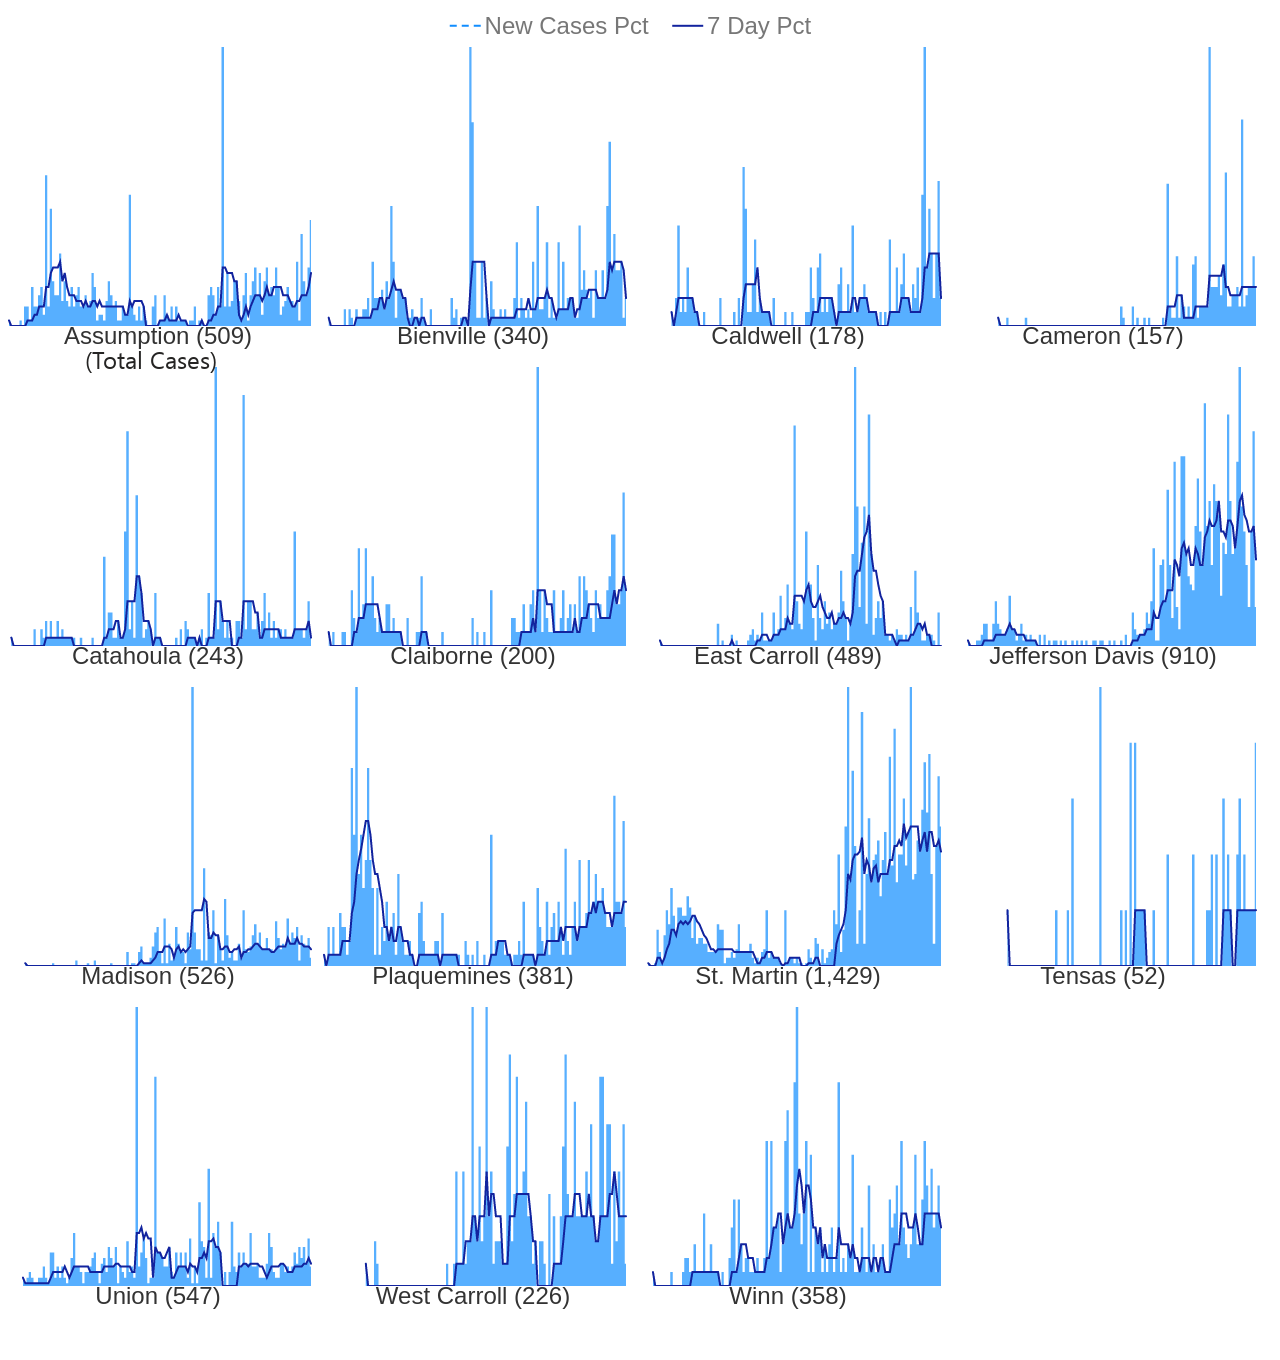 New Cases Pct 7 Day Pct
Assumption (509) Bienville (340) Caldwell (178) Cameron (157)
(Total Cases)
Catahoula (243) Claiborne (200) East Carroll (489) Jefferson Davis (910)
Madison (526) Plaquemines (381) St. Martin (1,429) Tensas (52)
Union (547) West Carroll (226) Winn (358)